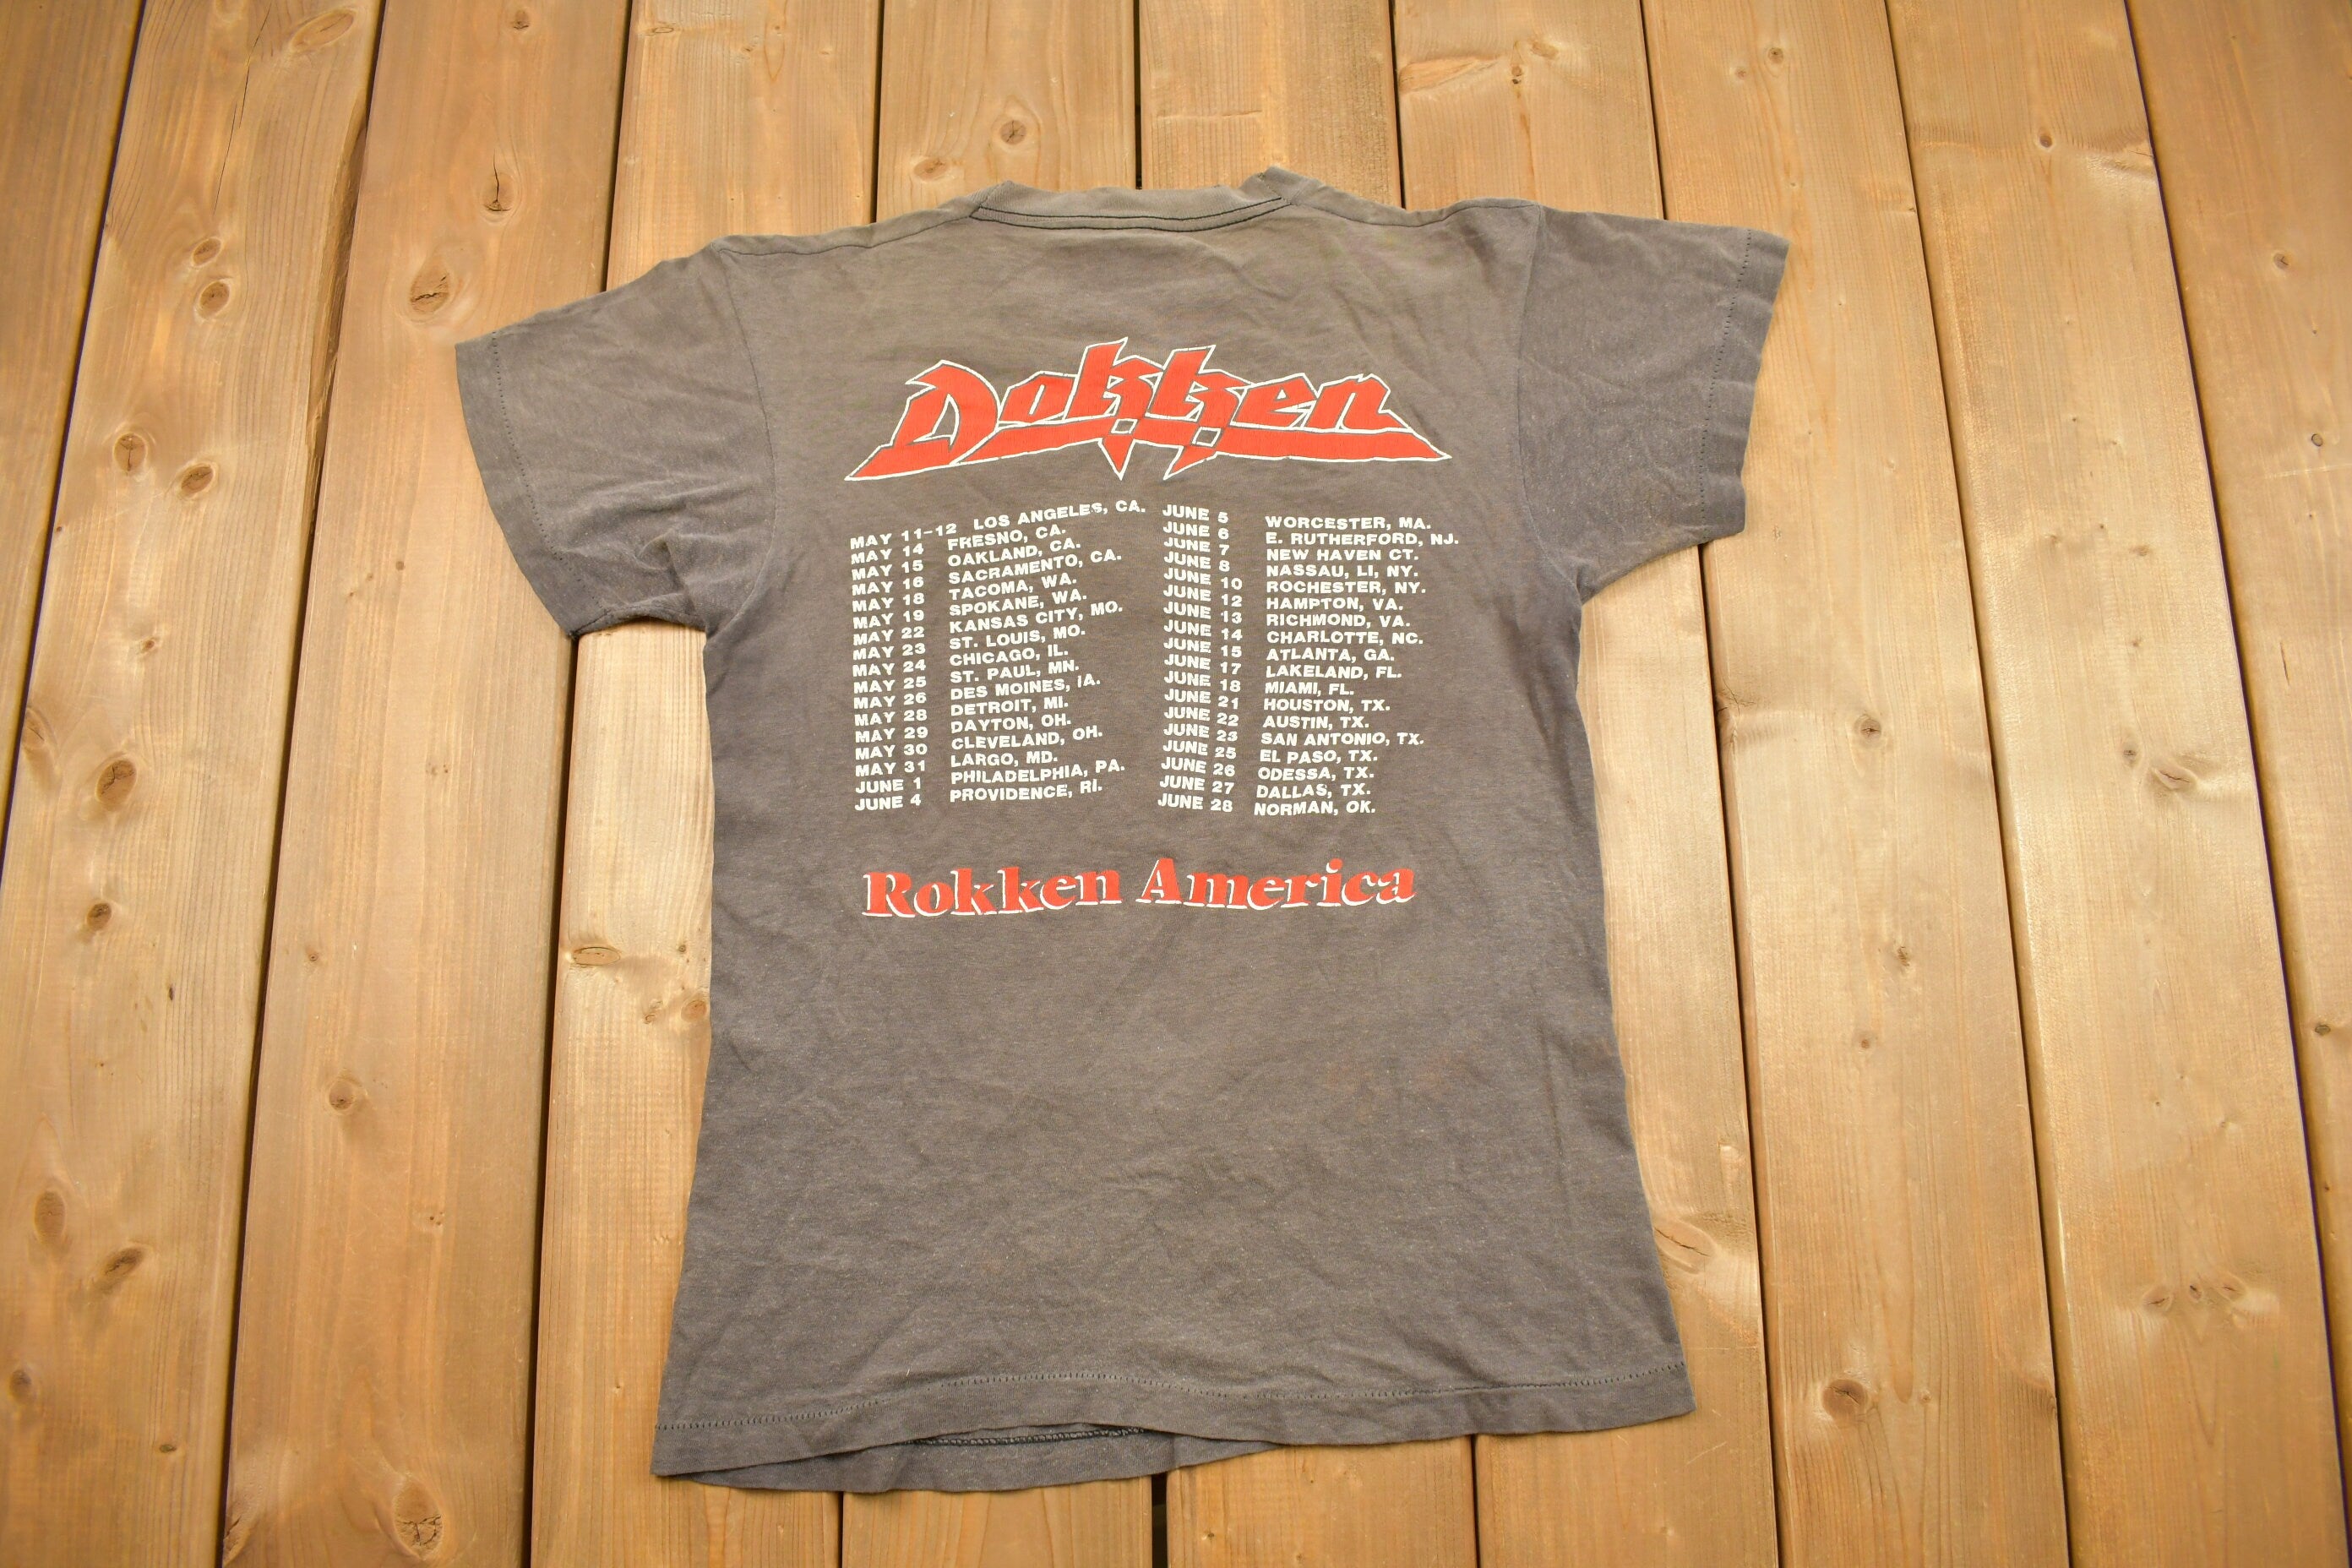 Dokken
MAY 11-12 LOS ANGELES, CA.
MAY 14 FRESNO, CA.
MAY 15 OAKLAND, CA.
MAY 16 SACRAMENTO, CA.
MAY 18 TACOMA, WA.
MAY 19 SPOKANE, WA.
MAY 22 KANSAS CITY, MO.
MAY 23 ST. LOUIS, MO.
MAY 24 CHICAGO, IL.
MAY 25 ST. PAUL, MN.
MAY 26 DES MOINES, IA.
MAY 28 DETROIT, MI.
MAY 29 DAYTON, OH.
MAY 30 CLEVELAND, OH.
MAY 31 LARGO, MD.
JUNE 1 PHILADELPHIA, PA.
JUNE 4 PROVIDENCE, RI.
JUNE 5 WORCESTER, MA.
JUNE 6 E. RUTHERFORD, NJ.
JUNE 7 NEW HAVEN CT.
JUNE 8 NASSAU, LI, NY.
JUNE 10 ROCHESTER, NY.
JUNE 12 HAMPTON, VA.
JUNE 13 RICHMOND, VA.
JUNE 14 CHARLOTTE, NC.
JUNE 15 ATLANTA, GA.
JUNE 17 LAKELAND, FL.
JUNE 18 MIAMI, FL.
JUNE 21 HOUSTON, TX.
JUNE 22 AUSTIN, TX.
JUNE 23 SAN ANTONIO, TX.
JUNE 25 EL PASO, TX.
JUNE 26 ODESSA, TX.
JUNE 27 DALLAS, TX.
JUNE 28 NORMAN, OK.
Rokken America